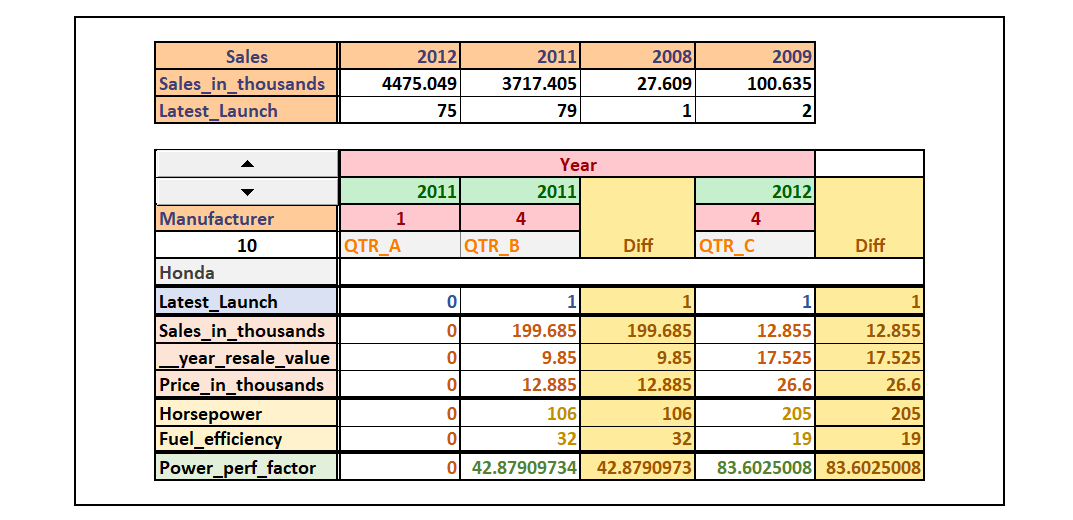 Sales 2012 2011 2008 2009
Sales_in_thousands 4475.049 3717.405 27.609 100.635
Latest_Launch 75 79 1 2
Year
2011 2011 2012
Manufacturer 1 4 4
10 QTR_A QTR_B Diff QTR_C Diff
Honda
Latest_Launch 0 1 1 1 1
Sales_in_thousands 0 199.685 199.685 12.855 12.855
__year_resale_value 0 9.85 9.85 17.525 17.525
Price_in_thousands 0 12.885 12.885 26.6 26.6
Horsepower 0 106 106 205 205
Fuel_efficiency 0 32 32 19 19
Power_perf_factor 0 42.87909734 42.8790973 83.6025008 83.6025008